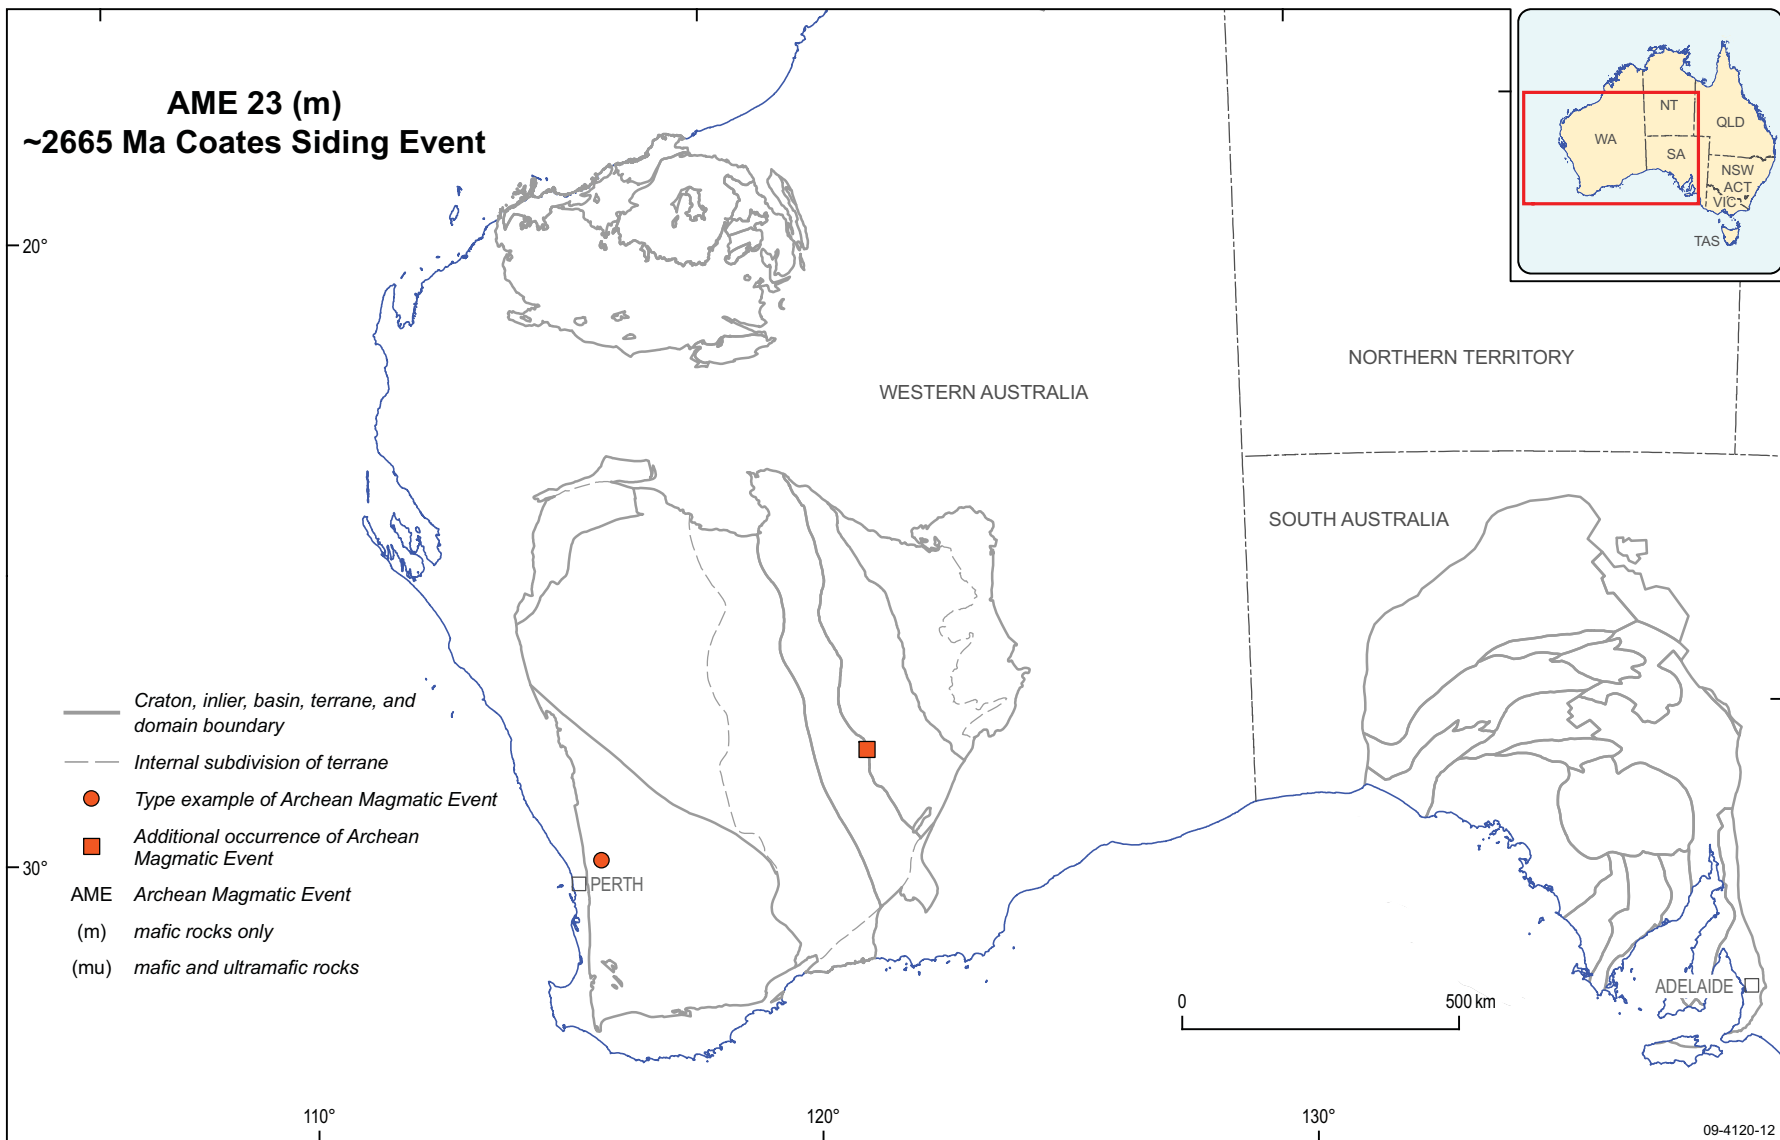 AME 23 (m)
~2665 Ma Coates Siding Event
NT
QLD
WA
SA
NSW
ACT
VIC
TAS
20°
NORTHERN TERRITORY
WESTERN AUSTRALIA
SOUTH AUSTRALIA
Craton, inlier, basin, terrane, and
domain boundary
Internal subdivision of terrane
Type example of Archean Magmatic Event
Additional occurrence of Archean
Magmatic Event
AME Archean Magmatic Event
(m) mafic rocks only
(mu) mafic and ultramafic rocks
30°
PERTH
ADELAIDE
0 500 km
110° 120° 130°
09-4120-12